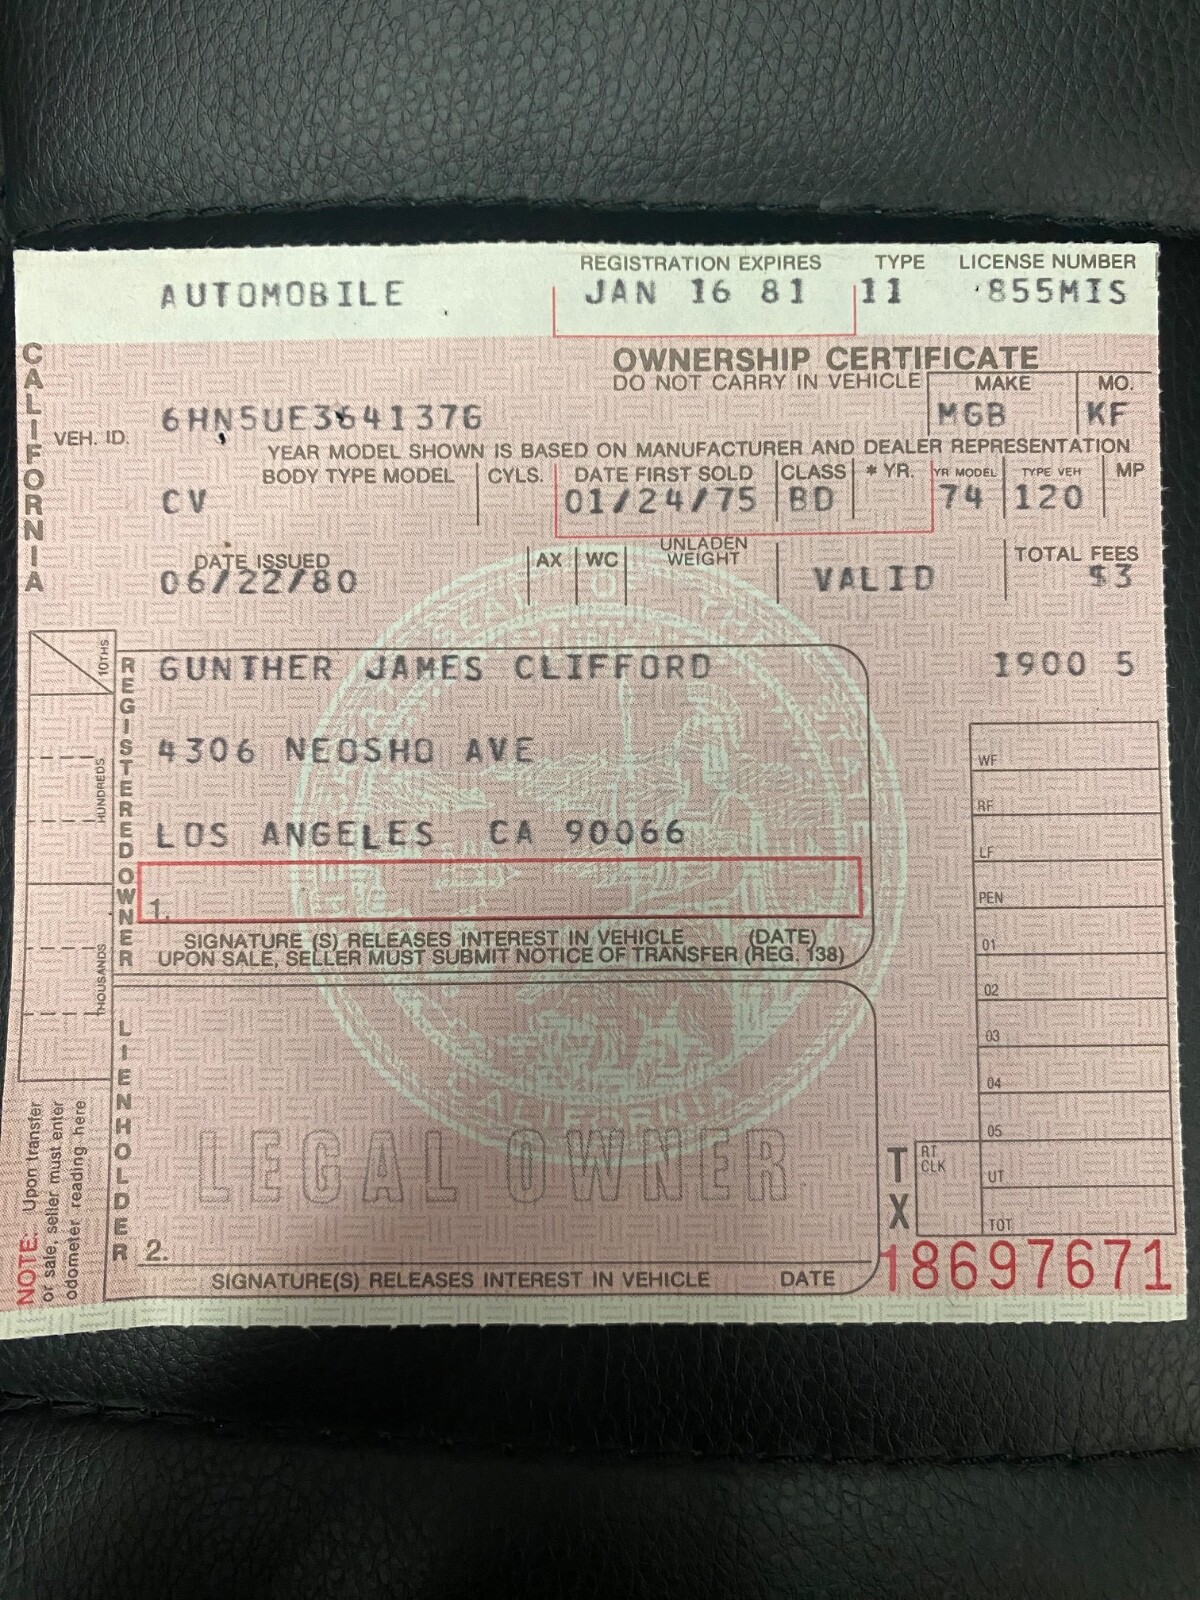 REGISTRATION EXPIRES TYPE LICENSE NUMBER
AUTOMOBILE JAN 16 81 11 855MIS
CALIFORNIA
OWNERSHIP CERTIFICATE
DO NOT CARRY IN VEHICLE MAKE MO.
VEH. ID. 6HN5UE364137G MGB KF
YEAR MODEL SHOWN IS BASED ON MANUFACTURER AND DEALER REPRESENTATION
BODY TYPE MODEL CYLS. DATE FIRST SOLD CLASS * YR. YR MODEL TYPE VEH MP
CV 01/24/75 BD 74 120
DATE ISSUED AX WC UNLADEN WEIGHT TOTAL FEES
06/22/80 VALID $3
REGISTERED OWNER
GUNTHER JAMES CLIFFORD 1900 5
4306 NEOSHO AVE
LOS ANGELES CA 90066
1.
SIGNATURE (S) RELEASES INTEREST IN VEHICLE (DATE)
UPON SALE, SELLER MUST SUBMIT NOTICE OF TRANSFER (REG. 138)
10THS
HUNDREDS
THOUSANDS
NOTE: Upon transfer
or sale, seller must enter
odometer reading here
LIENHOLDER
LEGAL OWNER
2.
SIGNATURE(S) RELEASES INTEREST IN VEHICLE DATE
WF
RF
LF
PEN
01
02
03
04
05
UT
TOT
TX
RT
CLK
18697671
CALIFORNIA